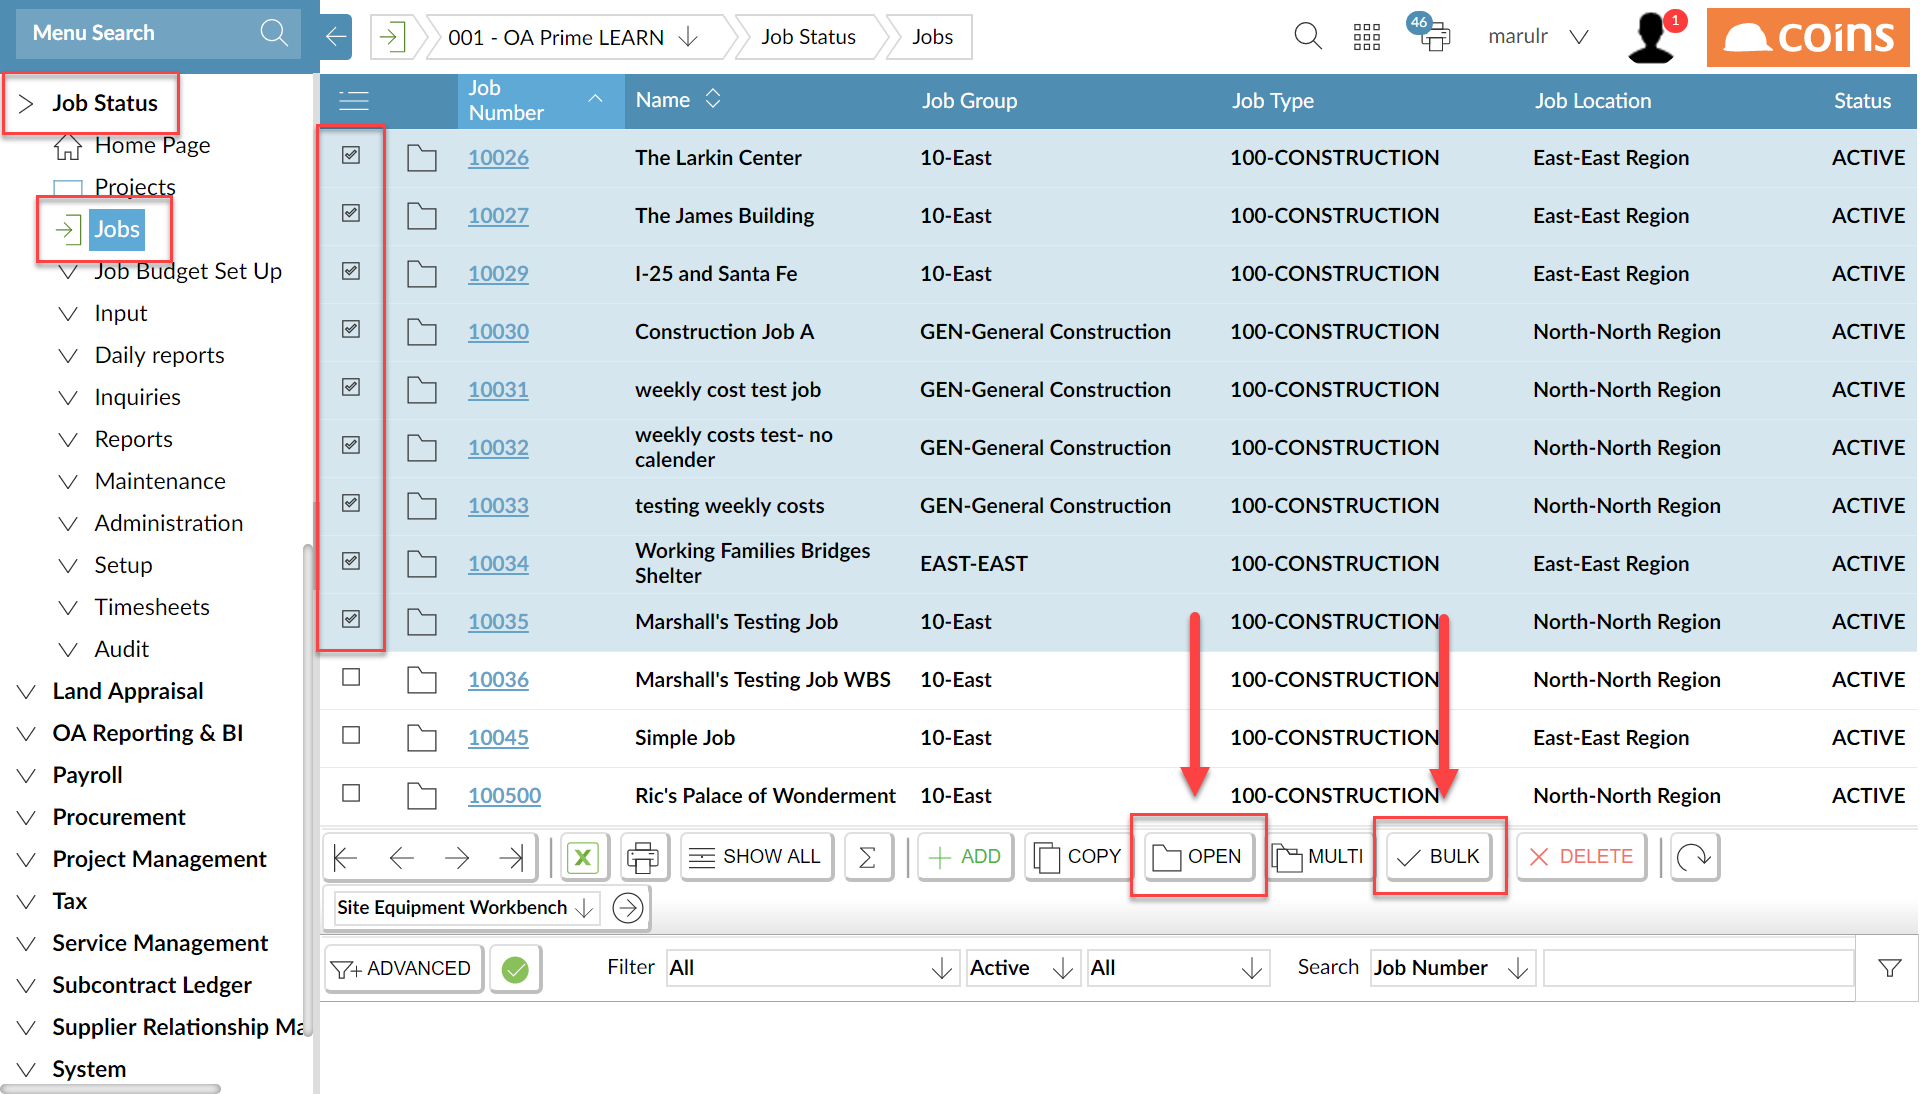 Menu Search
001 - OA Prime LEARN
Job Status
Jobs
46
marulr
1
coins
Job Status
Home Page
Projects
Jobs
Job Budget Set Up
Input
Daily reports
Inquiries
Reports
Maintenance
Administration
Setup
Timesheets
Audit
Land Appraisal
OA Reporting & BI
Payroll
Procurement
Project Management
Tax
Service Management
Subcontract Ledger
Supplier Relationship Ma
System
Job Number Name Job Group Job Type Job Location Status
10026 The Larkin Center 10-East 100-CONSTRUCTION East-East Region ACTIVE
10027 The James Building 10-East 100-CONSTRUCTION East-East Region ACTIVE
10029 I-25 and Santa Fe 10-East 100-CONSTRUCTION East-East Region ACTIVE
10030 Construction Job A GEN-General Construction 100-CONSTRUCTION North-North Region ACTIVE
10031 weekly cost test job GEN-General Construction 100-CONSTRUCTION North-North Region ACTIVE
10032 weekly costs test- no calender GEN-General Construction 100-CONSTRUCTION North-North Region ACTIVE
10033 testing weekly costs GEN-General Construction 100-CONSTRUCTION North-North Region ACTIVE
10034 Working Families Bridges Shelter EAST-EAST 100-CONSTRUCTION East-East Region ACTIVE
10035 Marshall's Testing Job 10-East 100-CONSTRUCTION North-North Region ACTIVE
10036 Marshall's Testing Job WBS 10-East 100-CONSTRUCTION North-North Region ACTIVE
10045 Simple Job 10-East 100-CONSTRUCTION East-East Region ACTIVE
100500 Ric's Palace of Wonderment 10-East 100-CONSTRUCTION North-North Region ACTIVE
X SHOW ALL Σ ADD COPY OPEN MULTI BULK DELETE
Site Equipment Workbench
ADVANCED Filter All Active All Search Job Number